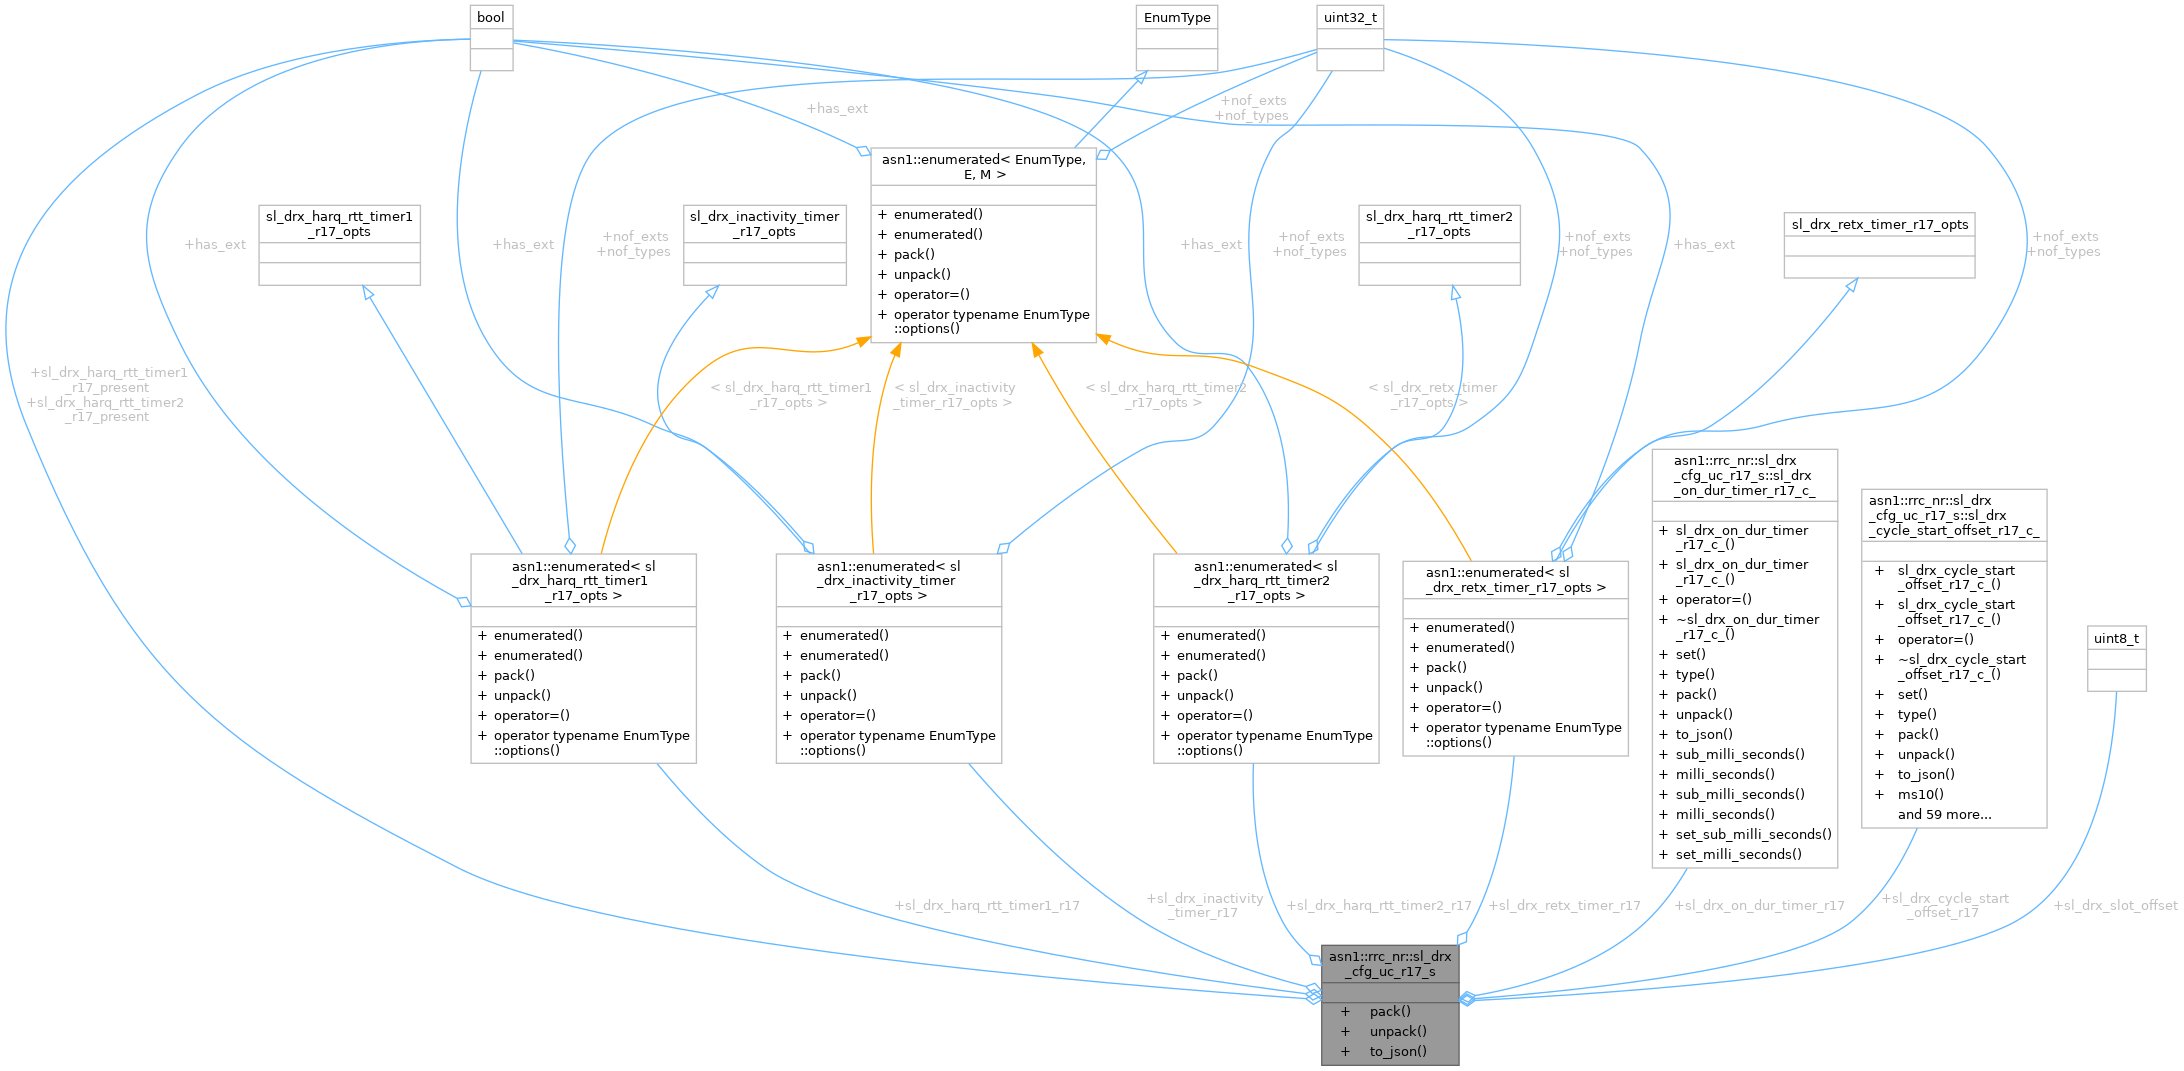 bool
EnumType
uint32_t
+has_ext
+nof_exts
+nof_types
asn1::enumerated< EnumType,
E, M >
+ enumerated()
+ enumerated()
+ pack()
+ unpack()
+ operator=()
+ operator typename EnumType
::options()
sl_drx_harq_rtt_timer1
_r17_opts
sl_drx_inactivity_timer
_r17_opts
sl_drx_harq_rtt_timer2
_r17_opts
sl_drx_retx_timer_r17_opts
+has_ext
+has_ext
+nof_exts
+nof_types
+has_ext
+nof_exts
+nof_types
+nof_exts
+nof_types
+has_ext
+nof_exts
+nof_types
+sl_drx_harq_rtt_timer1
_r17_present
+sl_drx_harq_rtt_timer2
_r17_present
< sl_drx_harq_rtt_timer1
_r17_opts >
< sl_drx_inactivity
_timer_r17_opts >
< sl_drx_harq_rtt_timer2
_r17_opts >
< sl_drx_retx_timer
_r17_opts >
asn1::enumerated< sl
_drx_harq_rtt_timer1
_r17_opts >
+ enumerated()
+ enumerated()
+ pack()
+ unpack()
+ operator=()
+ operator typename EnumType
::options()
asn1::enumerated< sl
_drx_inactivity_timer
_r17_opts >
+ enumerated()
+ enumerated()
+ pack()
+ unpack()
+ operator=()
+ operator typename EnumType
::options()
asn1::enumerated< sl
_drx_harq_rtt_timer2
_r17_opts >
+ enumerated()
+ enumerated()
+ pack()
+ unpack()
+ operator=()
+ operator typename EnumType
::options()
asn1::enumerated< sl
_drx_retx_timer_r17_opts >
+ enumerated()
+ enumerated()
+ pack()
+ unpack()
+ operator=()
+ operator typename EnumType
::options()
asn1::rrc_nr::sl_drx
_cfg_uc_r17_s::sl_drx
_on_dur_timer_r17_c_
+ sl_drx_on_dur_timer
_r17_c_()
+ sl_drx_on_dur_timer
_r17_c_()
+ operator=()
+ ~sl_drx_on_dur_timer
_r17_c_()
+ set()
+ type()
+ pack()
+ unpack()
+ to_json()
+ sub_milli_seconds()
+ milli_seconds()
+ sub_milli_seconds()
+ milli_seconds()
+ set_sub_milli_seconds()
+ set_milli_seconds()
asn1::rrc_nr::sl_drx
_cfg_uc_r17_s::sl_drx
_cycle_start_offset_r17_c_
+ sl_drx_cycle_start
_offset_r17_c_()
+ sl_drx_cycle_start
_offset_r17_c_()
+ operator=()
+ ~sl_drx_cycle_start
_offset_r17_c_()
+ set()
+ type()
+ pack()
+ unpack()
+ to_json()
+ ms10()
and 59 more...
uint8_t
+sl_drx_harq_rtt_timer1_r17
+sl_drx_inactivity
_timer_r17
+sl_drx_harq_rtt_timer2_r17
+sl_drx_retx_timer_r17
+sl_drx_on_dur_timer_r17
+sl_drx_cycle_start
_offset_r17
+sl_drx_slot_offset
asn1::rrc_nr::sl_drx
_cfg_uc_r17_s
+ pack()
+ unpack()
+ to_json()